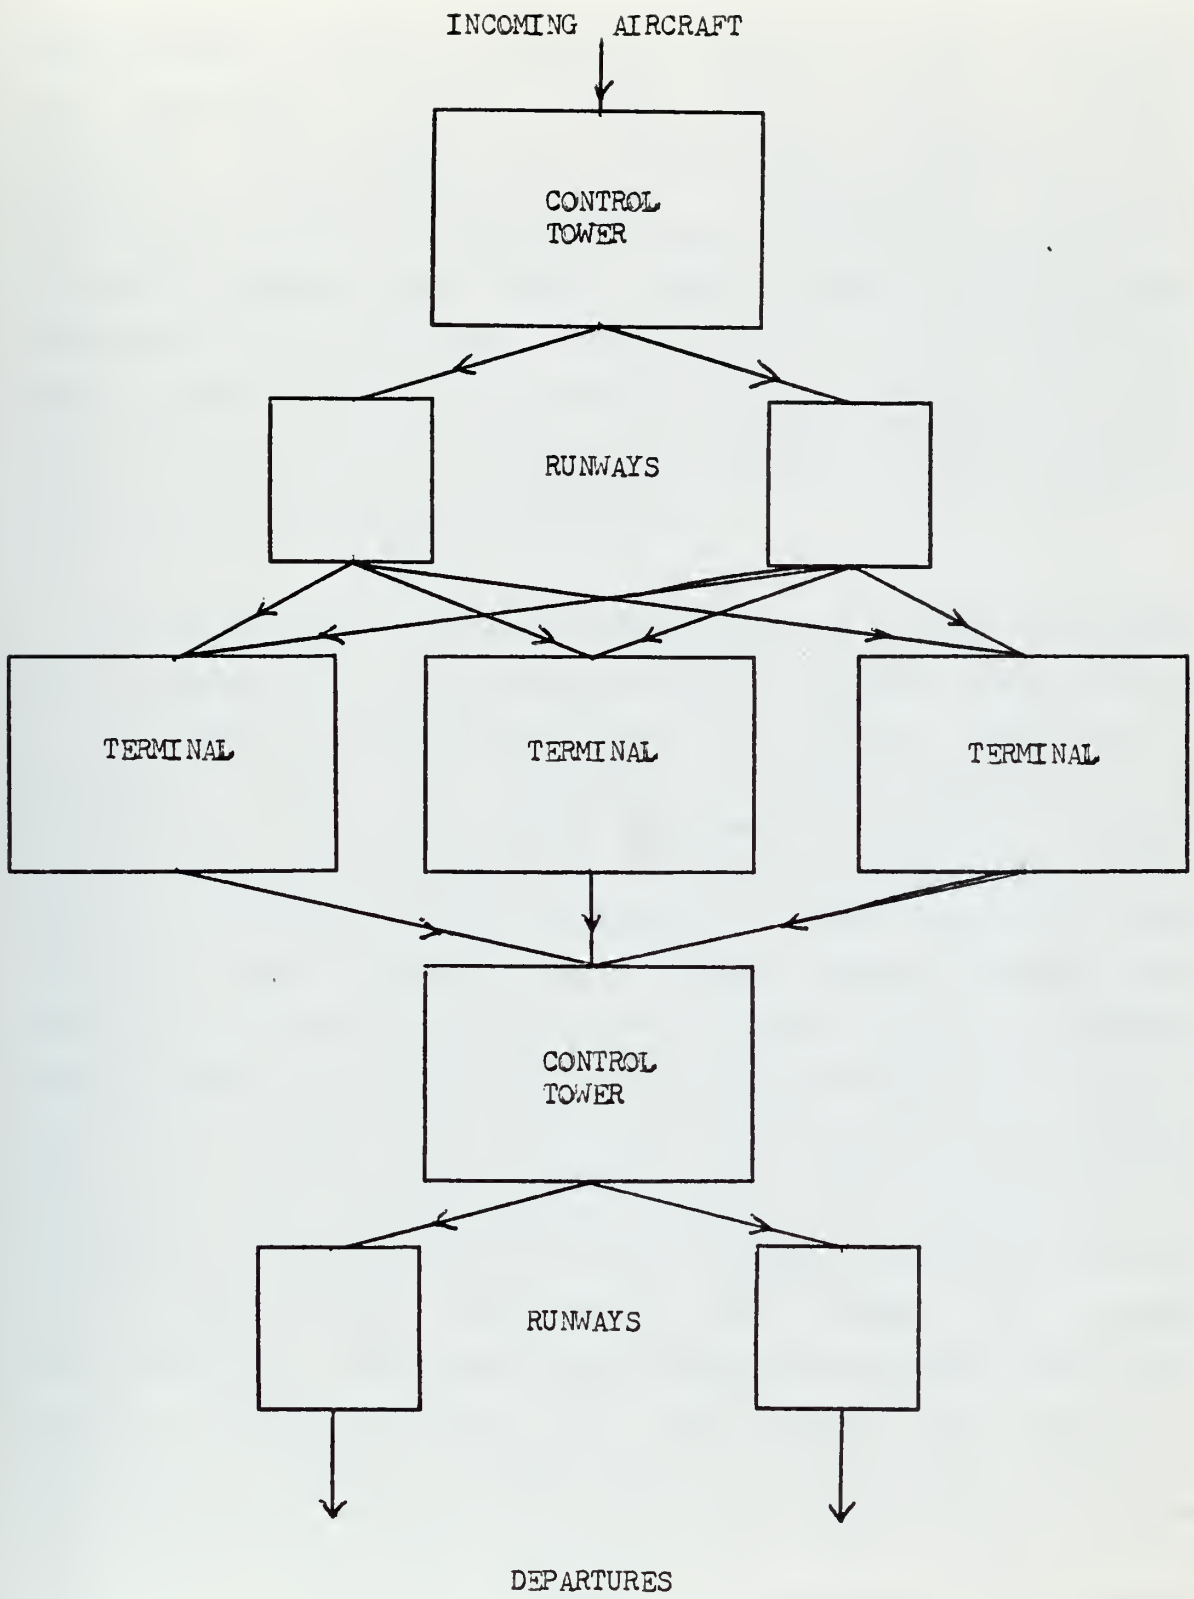 INCOMING AIRCRAFT
CONTROL
TOWER
RUNWAYS
TERMINAL TERMINAL TERMINAL
CONTROL
TOWER
RUNWAYS
DEPARTURES